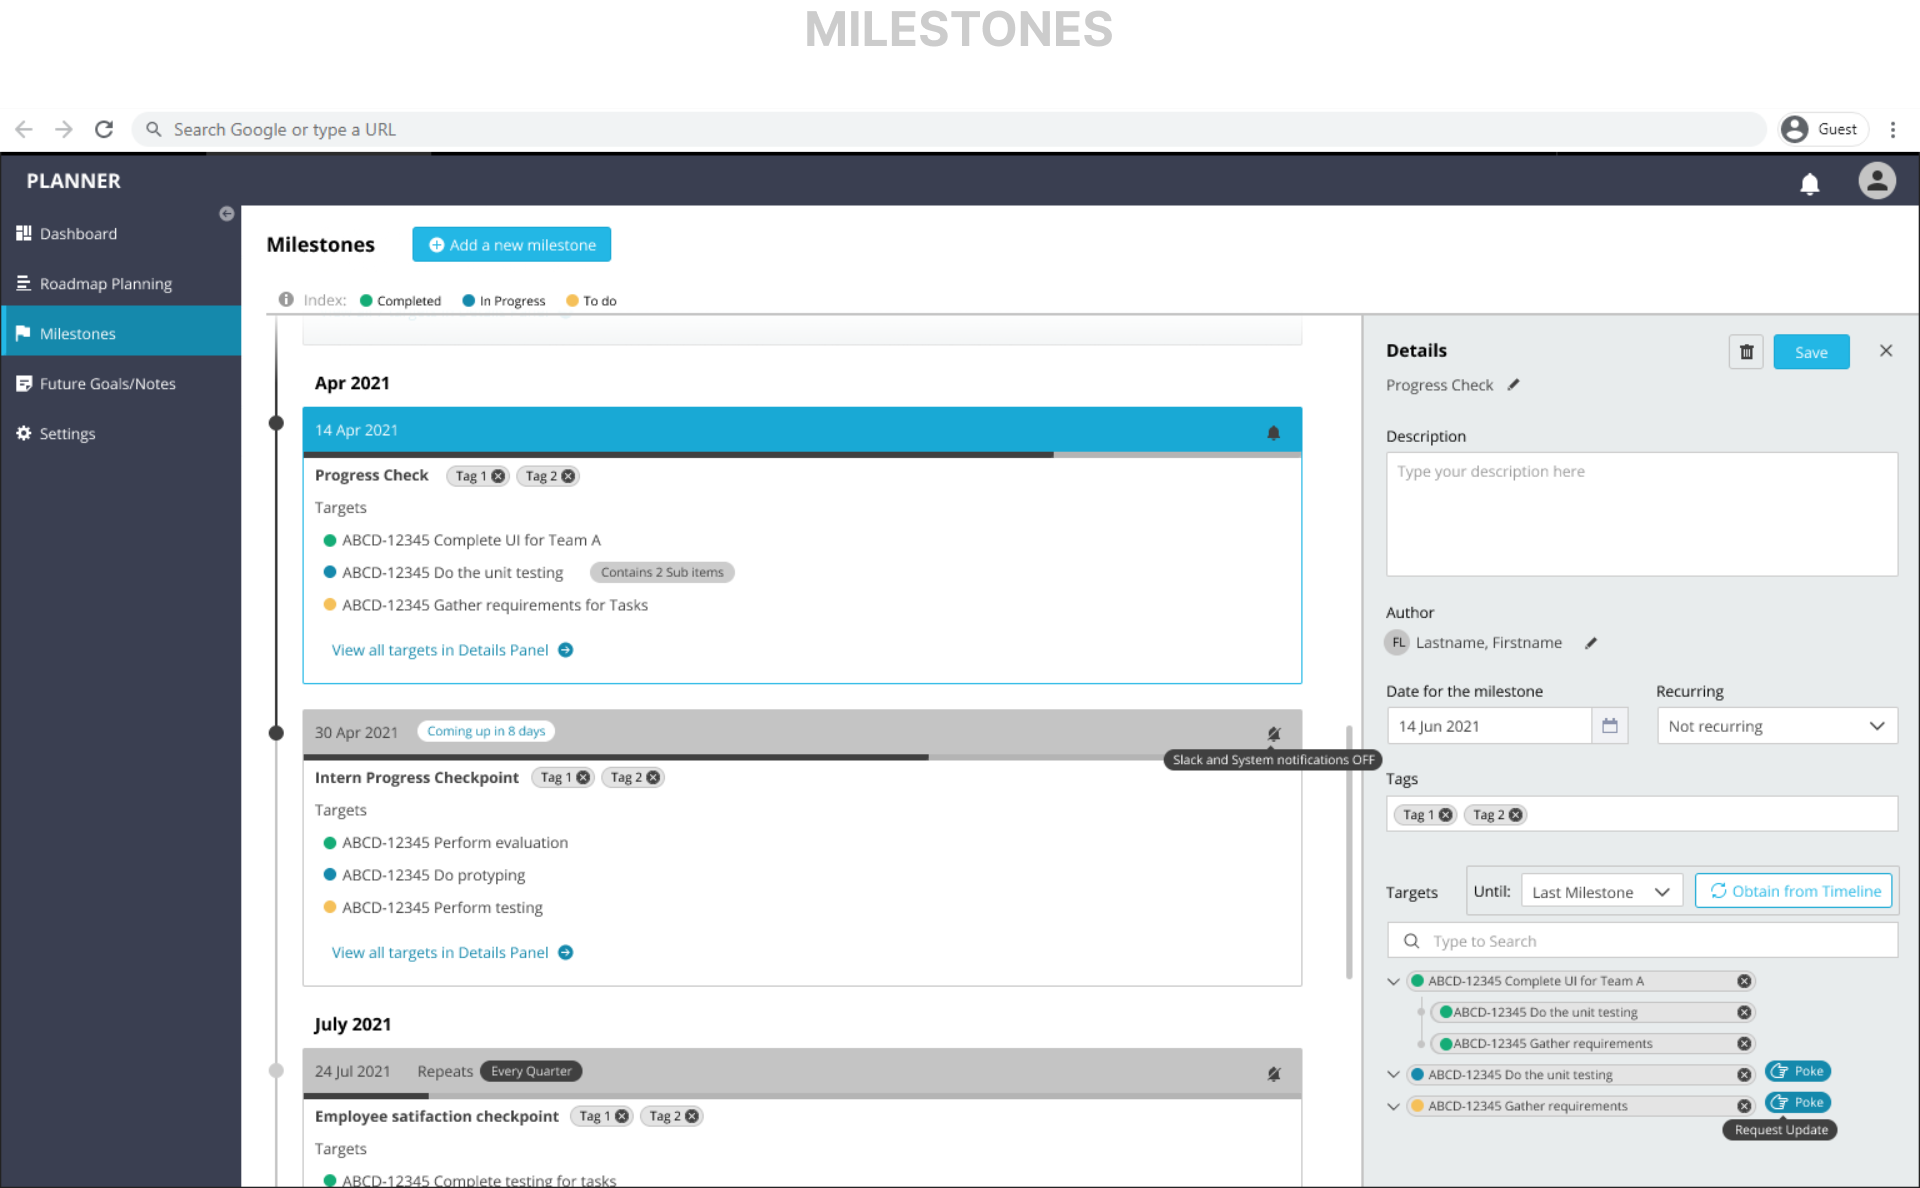 MILESTONES
Search Google or type a URL
Guest
PLANNER
Dashboard
Roadmap Planning
Milestones
Future Goals/Notes
Settings
Milestones
Add a new milestone
Index: Completed In Progress To do
Apr 2021
14 Apr 2021
Progress Check Tag 1 Tag 2
Targets
ABCD-12345 Complete UI for Team A
ABCD-12345 Do the unit testing Contains 2 Sub items
ABCD-12345 Gather requirements for Tasks
View all targets in Details Panel
30 Apr 2021 Coming up in 8 days
Slack and System notifications OFF
Intern Progress Checkpoint Tag 1 Tag 2
Targets
ABCD-12345 Perform evaluation
ABCD-12345 Do protyping
ABCD-12345 Perform testing
View all targets in Details Panel
July 2021
24 Jul 2021 Repeats Every Quarter
Employee satifaction checkpoint Tag 1 Tag 2
Targets
ABCD-12345 Complete testing for tasks
Details
Save
Progress Check
Description
Type your description here
Author
FL Lastname, Firstname
Date for the milestone Recurring
14 Jun 2021 Not recurring
Tags
Tag 1 Tag 2
Targets Until: Last Milestone Obtain from Timeline
Type to Search
ABCD-12345 Complete UI for Team A
ABCD-12345 Do the unit testing
ABCD-12345 Gather requirements
ABCD-12345 Do the unit testing Poke
ABCD-12345 Gather requirements Poke
Request Update